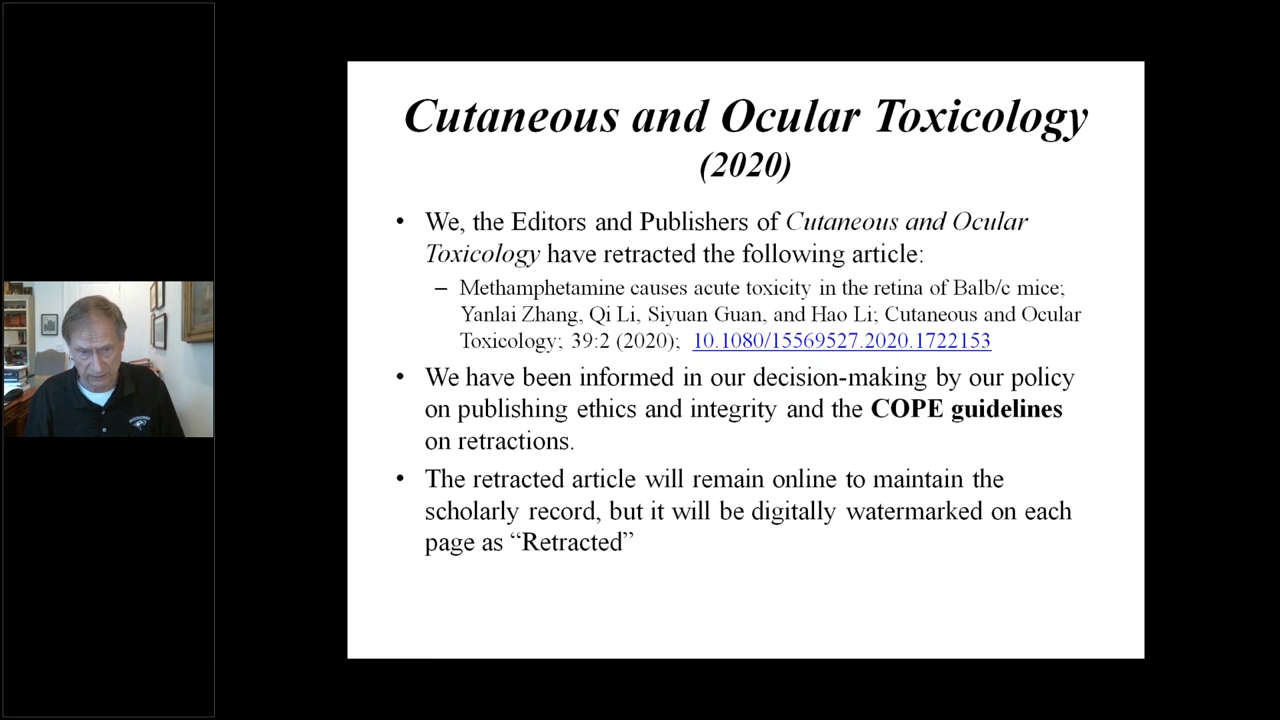 Cutaneous and Ocular Toxicology
(2020)
• We, the Editors and Publishers of Cutaneous and Ocular
Toxicology have retracted the following article:
– Methamphetamine causes acute toxicity in the retina of Balb/c mice;
Yanlai Zhang, Qi Li, Siyuan Guan, and Hao Li; Cutaneous and Ocular
Toxicology; 39:2 (2020); 10.1080/15569527.2020.1722153
• We have been informed in our decision-making by our policy
on publishing ethics and integrity and the COPE guidelines
on retractions.
• The retracted article will remain online to maintain the
scholarly record, but it will be digitally watermarked on each
page as “Retracted”